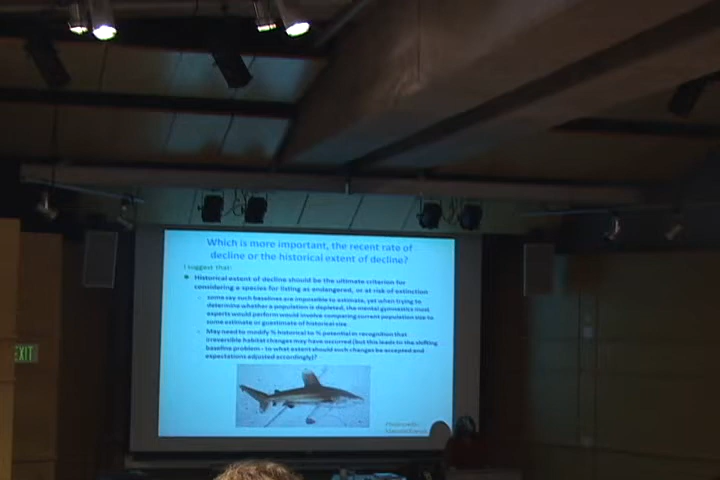 Which is more important, the recent rate of
decline or the historical extent of decline?
I suggest that:
Historical extent of decline should be the ultimate criterion for
considering a species for listing as endangered, or at risk of extinction
some say such baselines are impossible to estimate, yet when trying to
determine whether a population is depleted, the mental gymnastics most
experts would perform would involve comparing current population size to
some estimate or guestimate of historical size
May need to modify % historical to % potential in recognition that
irreversible habitat changes may have occurred (but this leads to the shifting
baseline problem - to what extent should such changes be accepted and
expectations adjusted accordingly)?
EXIT